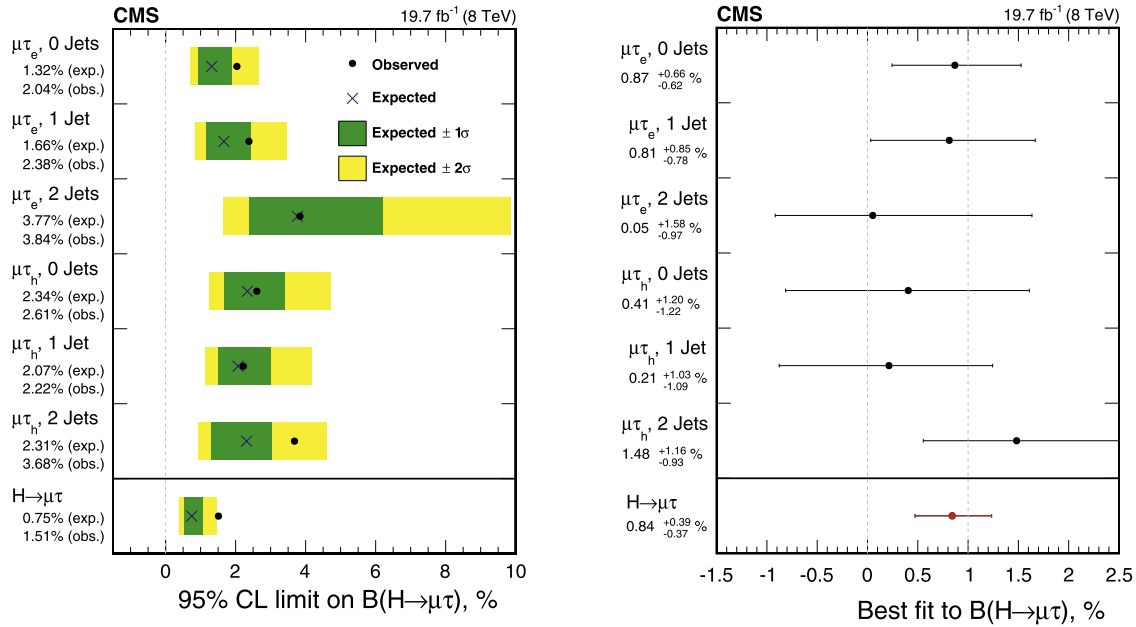 CMS 19.7 fb⁻¹ (8 TeV)
μτₑ, 0 Jets
1.32% (exp.)
2.04% (obs.)
μτₑ, 1 Jet
1.66% (exp.)
2.38% (obs.)
μτₑ, 2 Jets
3.77% (exp.)
3.84% (obs.)
μτₕ, 0 Jets
2.34% (exp.)
2.61% (obs.)
μτₕ, 1 Jet
2.07% (exp.)
2.22% (obs.)
μτₕ, 2 Jets
2.31% (exp.)
3.68% (obs.)
H→μτ
0.75% (exp.)
1.51% (obs.)
Observed
Expected
Expected ± 1σ
Expected ± 2σ
0 2 4 6 8 10
95% CL limit on B(H→μτ), %
CMS 19.7 fb⁻¹ (8 TeV)
μτₑ, 0 Jets
0.87 +0.66 -0.62 %
μτₑ, 1 Jet
0.81 +0.85 -0.78 %
μτₑ, 2 Jets
0.05 +1.58 -0.97 %
μτₕ, 0 Jets
0.41 +1.20 -1.22 %
μτₕ, 1 Jet
0.21 +1.03 -1.09 %
μτₕ, 2 Jets
1.48 +1.16 -0.93 %
H→μτ
0.84 +0.39 -0.37 %
-1.5 -1 -0.5 0 0.5 1 1.5 2 2.5
Best fit to B(H→μτ), %